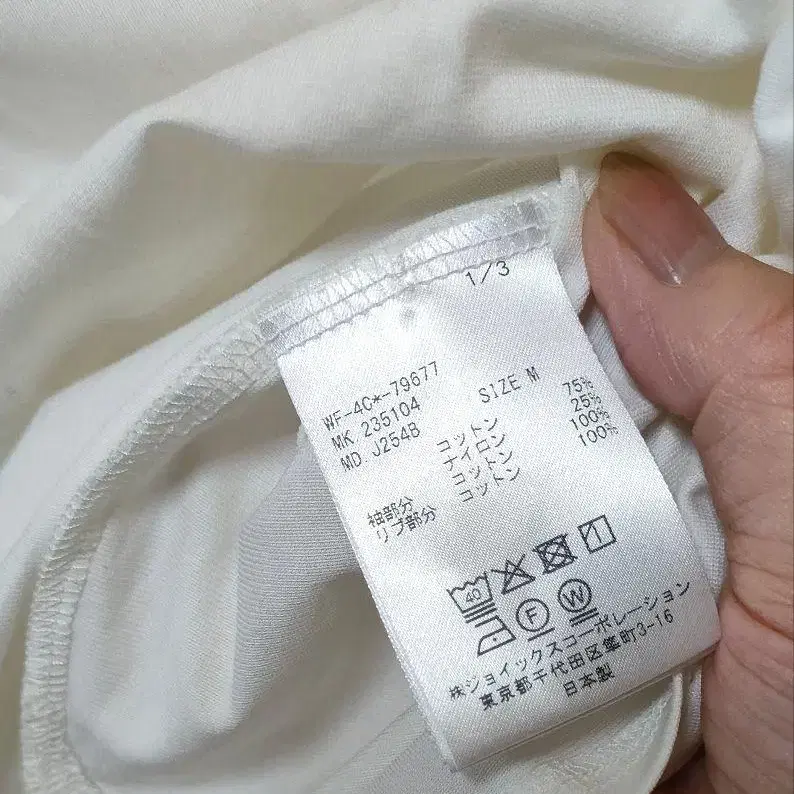 1/3
WF-4C*-79677
MK 235104 SIZE M
MD J254B
コットン 75%
ナイロン 25%
袖部分 コットン 100%
リブ部分 コットン 100%
40
F W
㈱ジョイックスコーポレーション
東京都千代田区隼町3-16
日本製